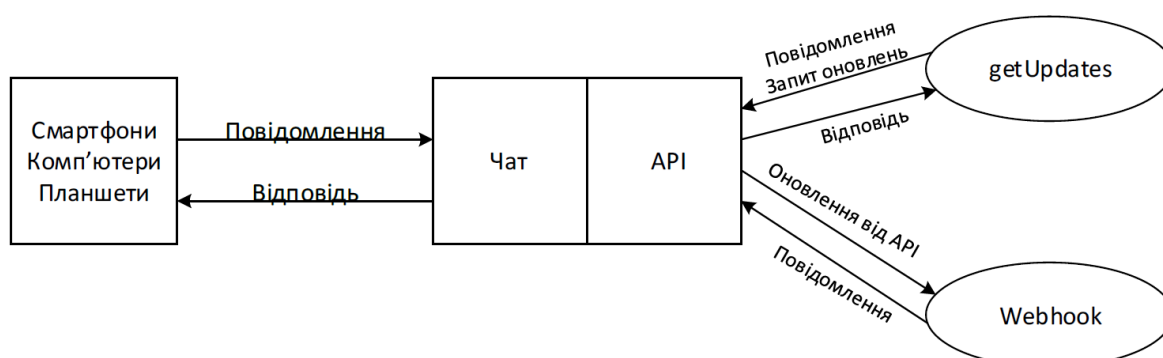 Смартфони
Комп’ютери
Планшети
Повідомлення
Відповідь
Чат
API
Повідомлення
Запит оновлень
Відповідь
getUpdates
Оновлення від API
Повідомлення
Webhook